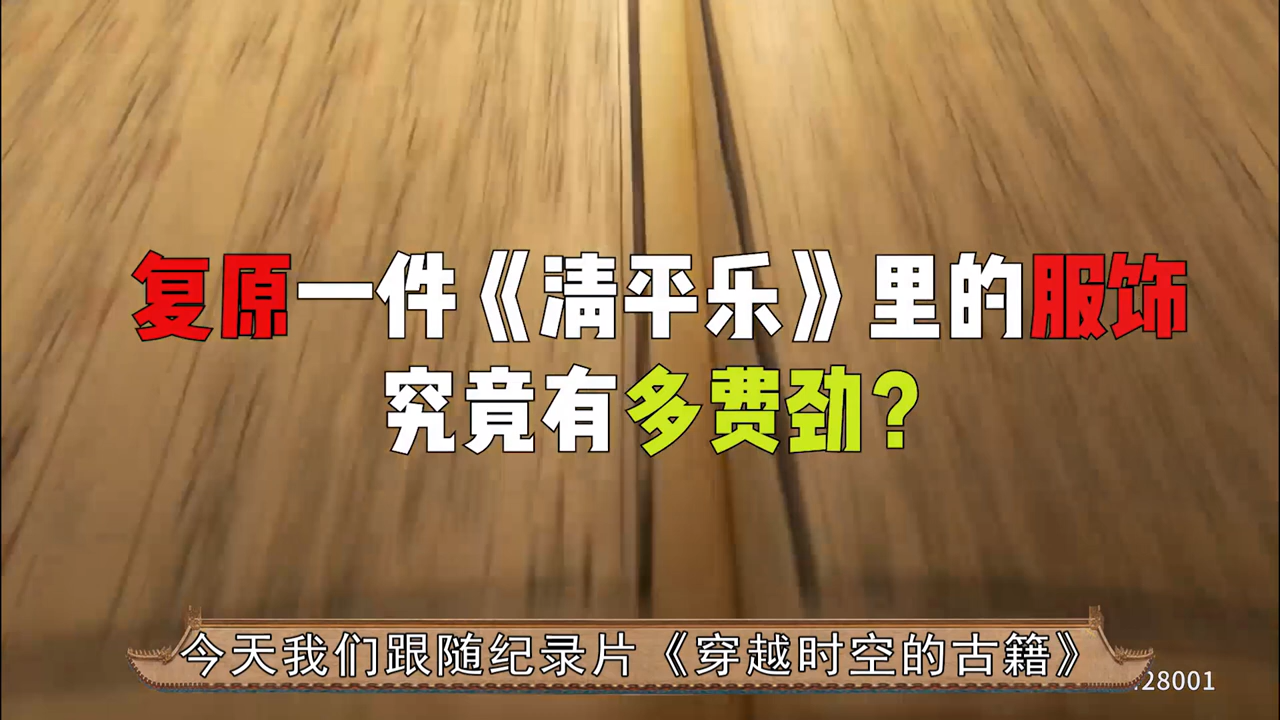 复原一件《清平乐》里的服饰
究竟有多费劲？
今天我们跟随纪录片《穿越时空的古籍》
28001